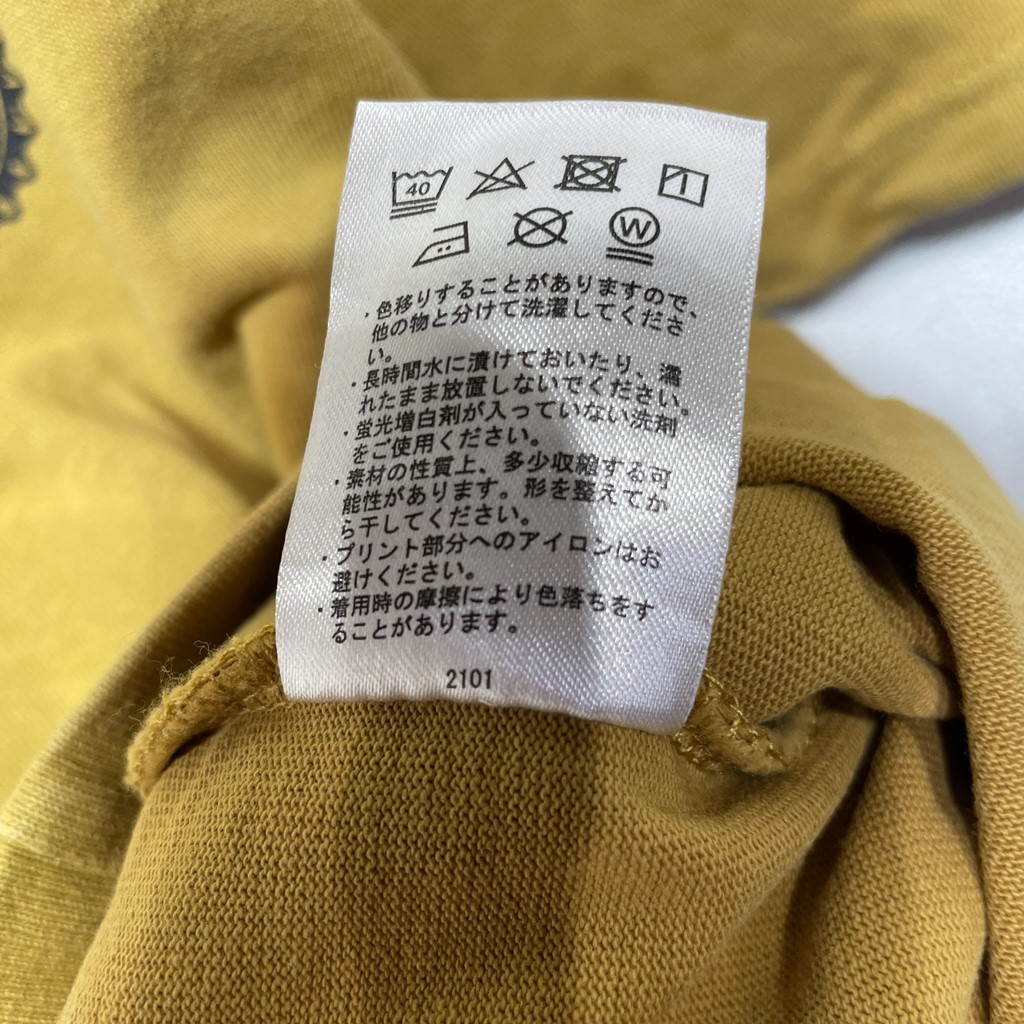 40
W
・色移りすることがありますので、
他の物と分けて洗濯してくださ
い。
・長時間水に漬けておいたり、濡
れたまま放置しないでください。
・蛍光増白剤が入っていない洗剤
をご使用ください。
・素材の性質上、多少収縮する可
能性があります。形を整えてか
ら干してください。
・プリント部分へのアイロンはお
避けください。
・着用時の摩擦により色落ちをす
ることがあります。
2101